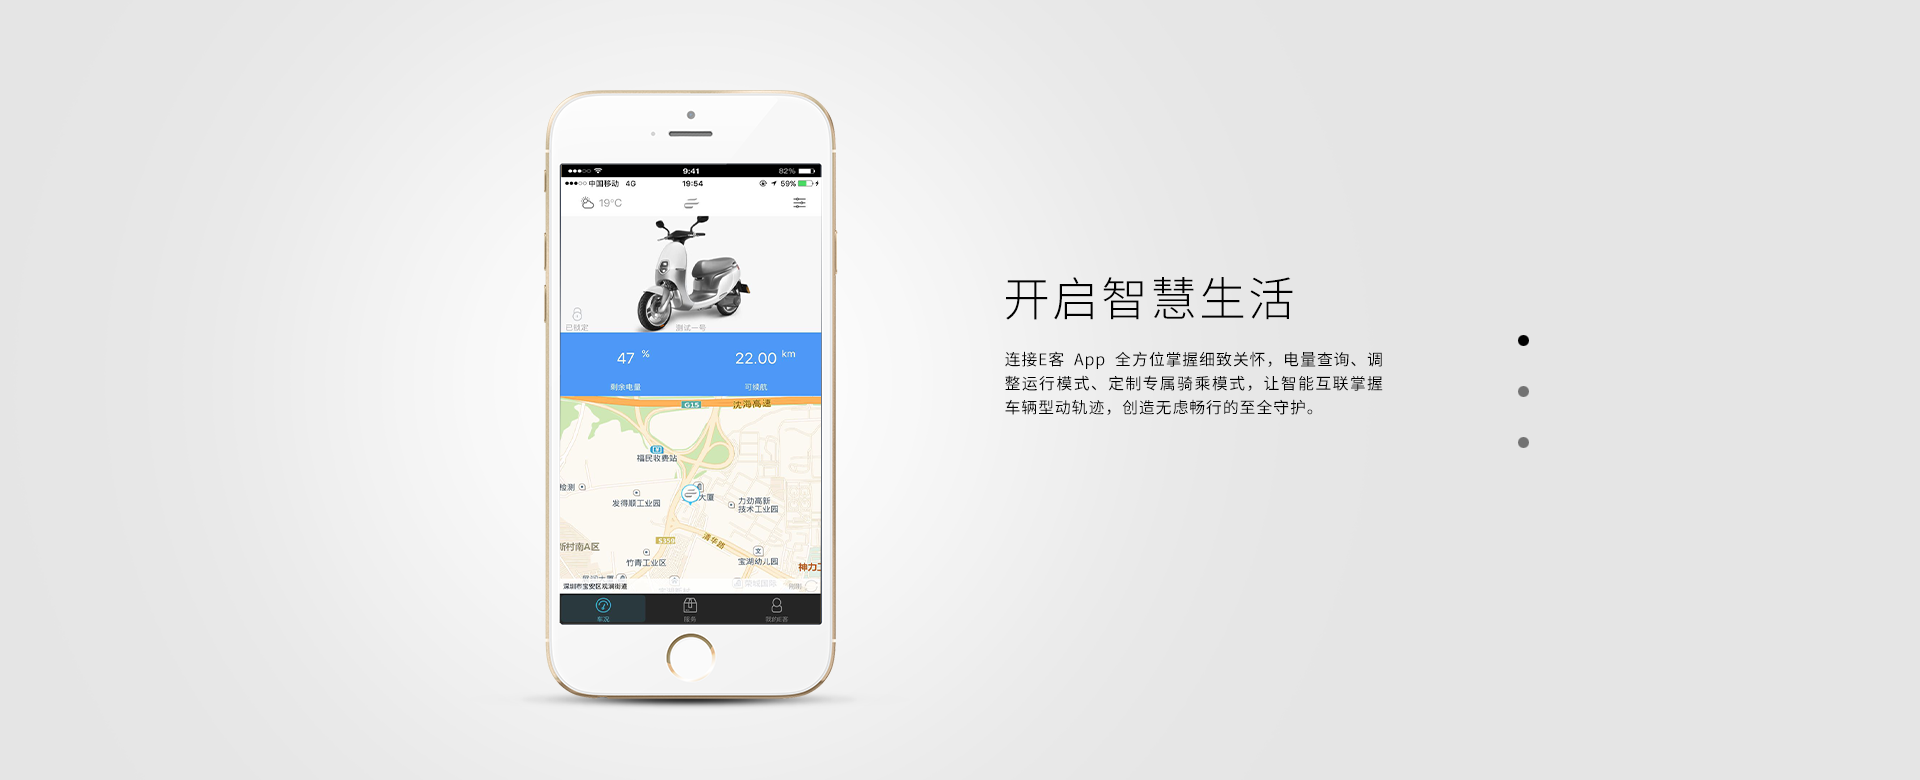 9:41
82%
中国移动 4G
19:54
59%
19°C
已锁定
测试一号
47 %
22.00 km
剩余电量
可续航
G15
沈海高速
福民收费站
检测
发得顺工业园
大厦
力劲高新
技术工业园
新村南A区
S359
清华路
竹青工业区
宝湖幼儿园
神力工
深圳市宝安区观澜街道
车况
服务
我的E客
开启智慧生活
连接E客 App 全方位掌握细致关怀，电量查询、调
整运行模式、定制专属骑乘模式，让智能互联掌握
车辆型动轨迹，创造无虑畅行的至全守护。